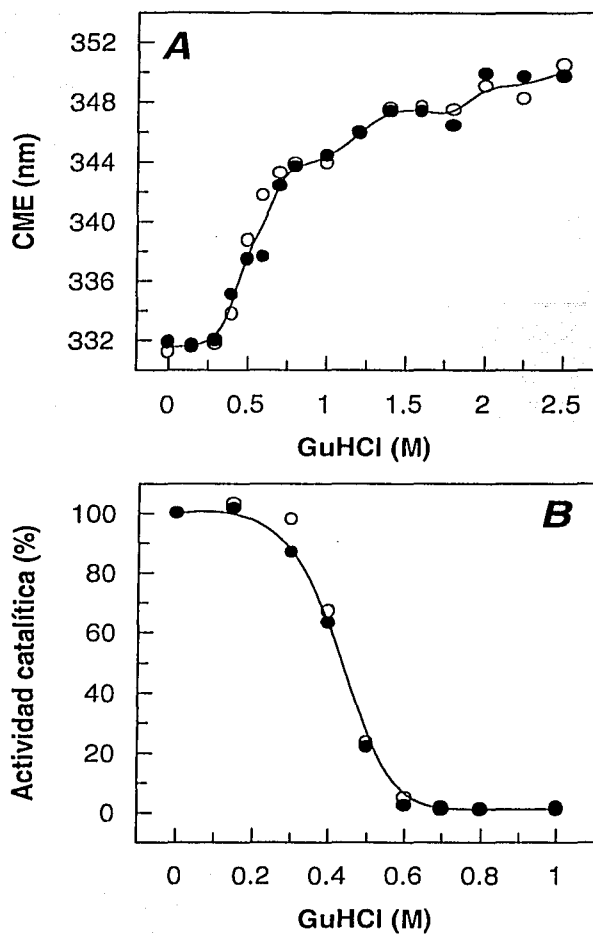 A
352
348
344
340
336
332
CME (nm)
0 0.5 1 1.5 2 2.5
GuHCl (M)
B
100
80
60
40
20
0
Actividad catalítica (%)
0 0.2 0.4 0.6 0.8 1
GuHCl (M)